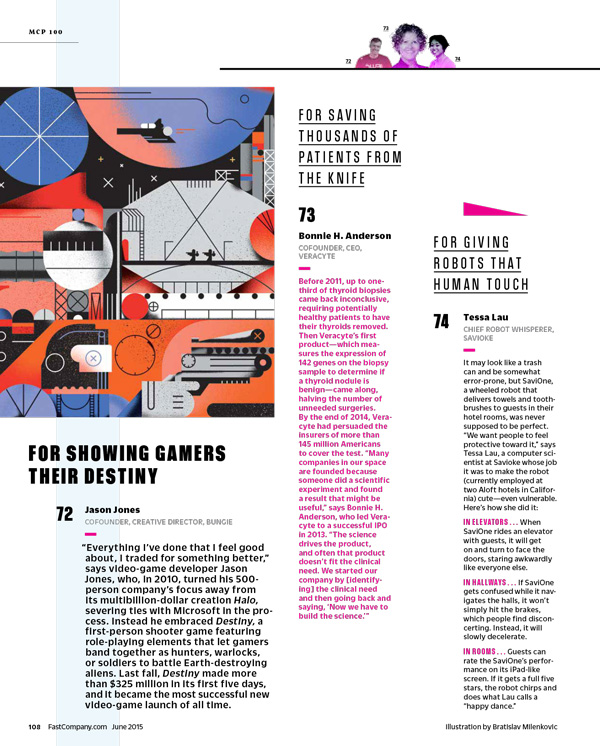 MCP 100
73
72
74
FOR SAVING
THOUSANDS OF
PATIENTS FROM
THE KNIFE
73
Bonnie H. Anderson
COFOUNDER, CEO,
VERACYTE
Before 2011, up to one-
third of thyroid biopsies
came back inconclusive,
requiring potentially
healthy patients to have
their thyroids removed.
Then Veracyte's first
product—which mea-
sures the expression of
142 genes on the biopsy
sample to determine if
a thyroid nodule is
benign—came along,
halving the number of
unneeded surgeries.
By the end of 2014, Vera-
cyte had persuaded the
insurers of more than
145 million Americans
to cover the test. "Many
companies in our space
are founded because
someone did a scientific
experiment and found
a result that might be
useful," says Bonnie H.
Anderson, who led Vera-
cyte to a successful IPO
in 2013. "The science
drives the product,
and often that product
doesn't fit the clinical
need. We started our
company by [identify-
ing] the clinical need
and then going back and
saying, 'Now we have to
build the science.'"
FOR GIVING
ROBOTS THAT
HUMAN TOUCH
74
Tessa Lau
CHIEF ROBOT WHISPERER,
SAVIOKE
It may look like a trash
can and be somewhat
error-prone, but SaviOne,
a wheeled robot that
delivers towels and tooth-
brushes to guests in their
hotel rooms, was never
supposed to be perfect.
"We want people to feel
protective toward it," says
Tessa Lau, a computer sci-
entist at Savioke whose job
it was to make the robot
(currently employed at
two Aloft hotels in Califor-
nia) cute—even vulnerable.
Here's how she did it:
IN ELEVATORS . . . When
SaviOne rides an elevator
with guests, it will get
on and turn to face the
doors, staring awkwardly
like everyone else.
IN HALLWAYS . . . If SaviOne
gets confused while it nav-
igates the halls, it won't
simply hit the brakes,
which people find discon-
certing. Instead, it will
slowly decelerate.
IN ROOMS . . . Guests can
rate the SaviOne's perfor-
mance on its iPad-like
screen. If it gets a full five
stars, the robot chirps and
does what Lau calls a
"happy dance."
FOR SHOWING GAMERS
THEIR DESTINY
72
Jason Jones
COFOUNDER, CREATIVE DIRECTOR, BUNGIE
"Everything I've done that I feel good
about, I traded for something better,"
says video-game developer Jason
Jones, who, in 2010, turned his 500-
person company's focus away from
its multibillion-dollar creation Halo,
severing ties with Microsoft in the pro-
cess. Instead he embraced Destiny, a
first-person shooter game featuring
role-playing elements that let gamers
band together as hunters, warlocks,
or soldiers to battle Earth-destroying
aliens. Last fall, Destiny made more
than $325 million in its first five days,
and it became the most successful new
video-game launch of all time.
108 FastCompany.com June 2015
Illustration by Bratislav Milenkovic